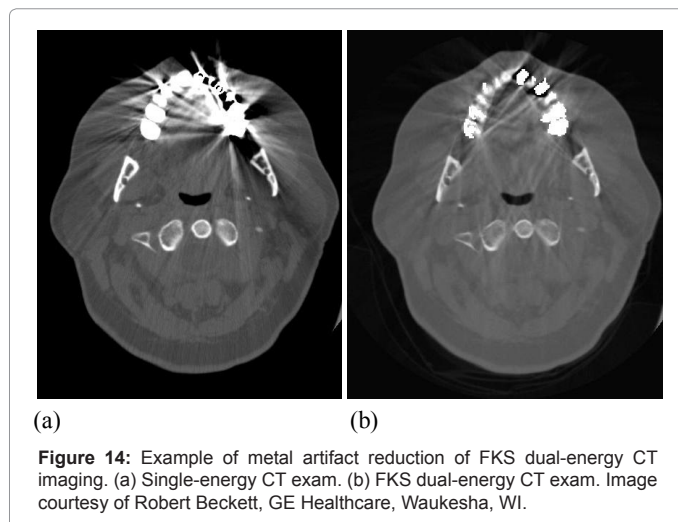 (a)
(b)
Figure 14: Example of metal artifact reduction of FKS dual-energy CT
imaging. (a) Single-energy CT exam. (b) FKS dual-energy CT exam. Image
courtesy of Robert Beckett, GE Healthcare, Waukesha, WI.